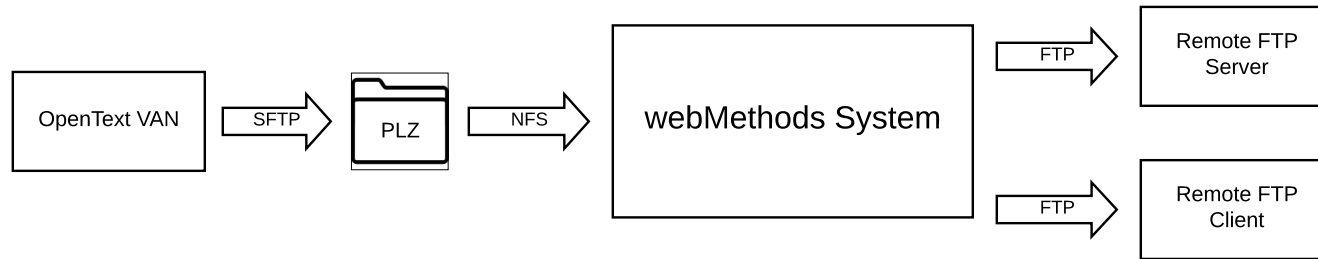 OpenText VAN
SFTP
PLZ
NFS
webMethods System
FTP
Remote FTP
Server
FTP
Remote FTP
Client